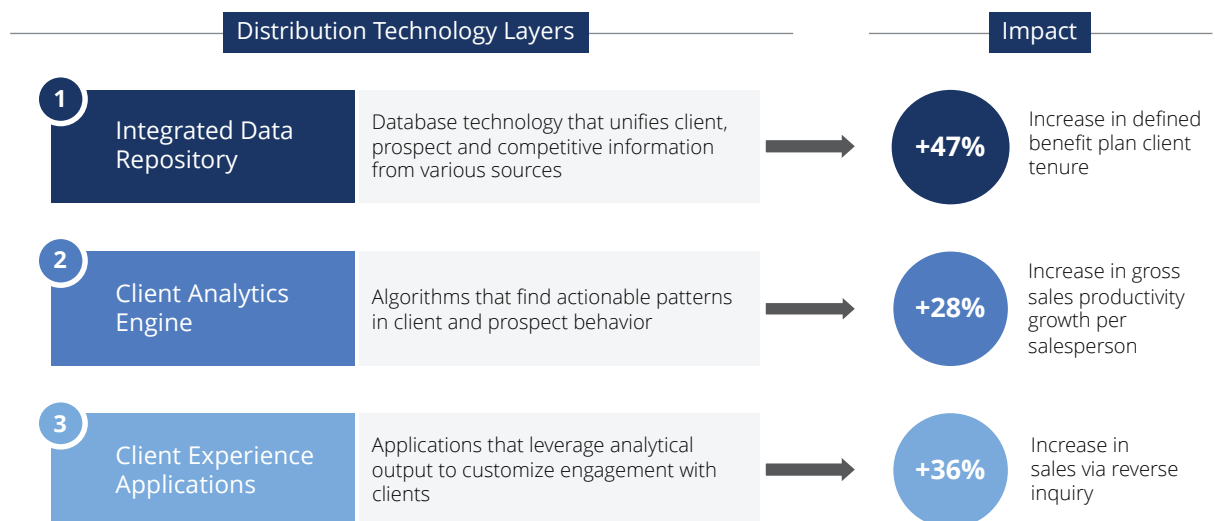 Distribution Technology Layers
Impact
1
Integrated Data
Repository
Database technology that unifies client,
prospect and competitive information
from various sources
+47%
Increase in defined
benefit plan client
tenure
2
Client Analytics
Engine
Algorithms that find actionable patterns
in client and prospect behavior
+28%
Increase in gross
sales productivity
growth per
salesperson
3
Client Experience
Applications
Applications that leverage analytical
output to customize engagement with
clients
+36%
Increase in
sales via reverse
inquiry